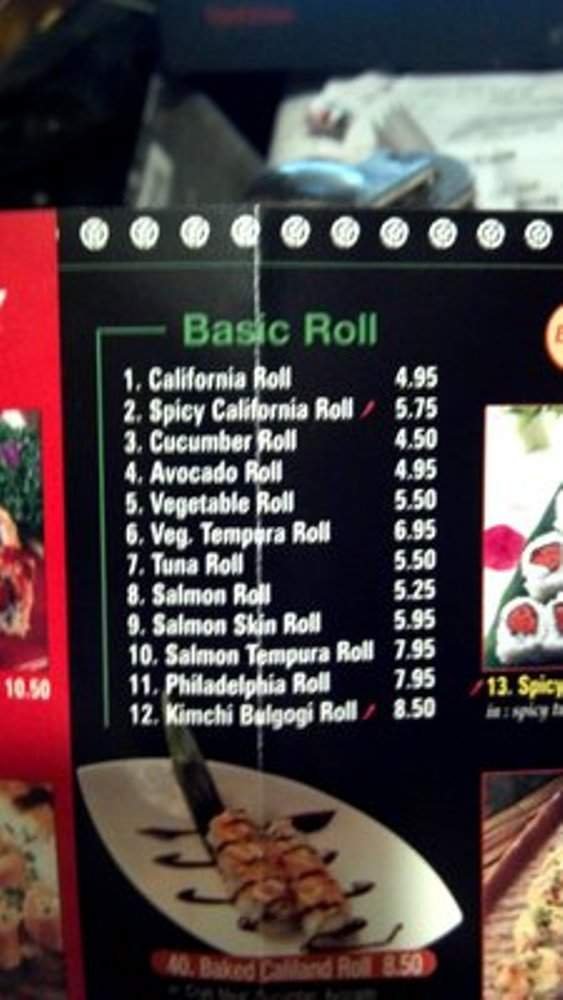 Basic Roll
1. California Roll 4.95
2. Spicy California Roll 5.75
3. Cucumber Roll 4.50
4. Avocado Roll 4.95
5. Vegetable Roll 5.50
6. Veg. Tempura Roll 6.95
7. Tuna Roll 5.50
8. Salmon Roll 5.25
9. Salmon Skin Roll 5.95
10. Salmon Tempura Roll 7.95
11. Philadelphia Roll 7.95
12. Kimchi Bulgogi Roll 8.50
10.50
13. Spicy
in : spicy
40. Baked Caliland Roll 8.50